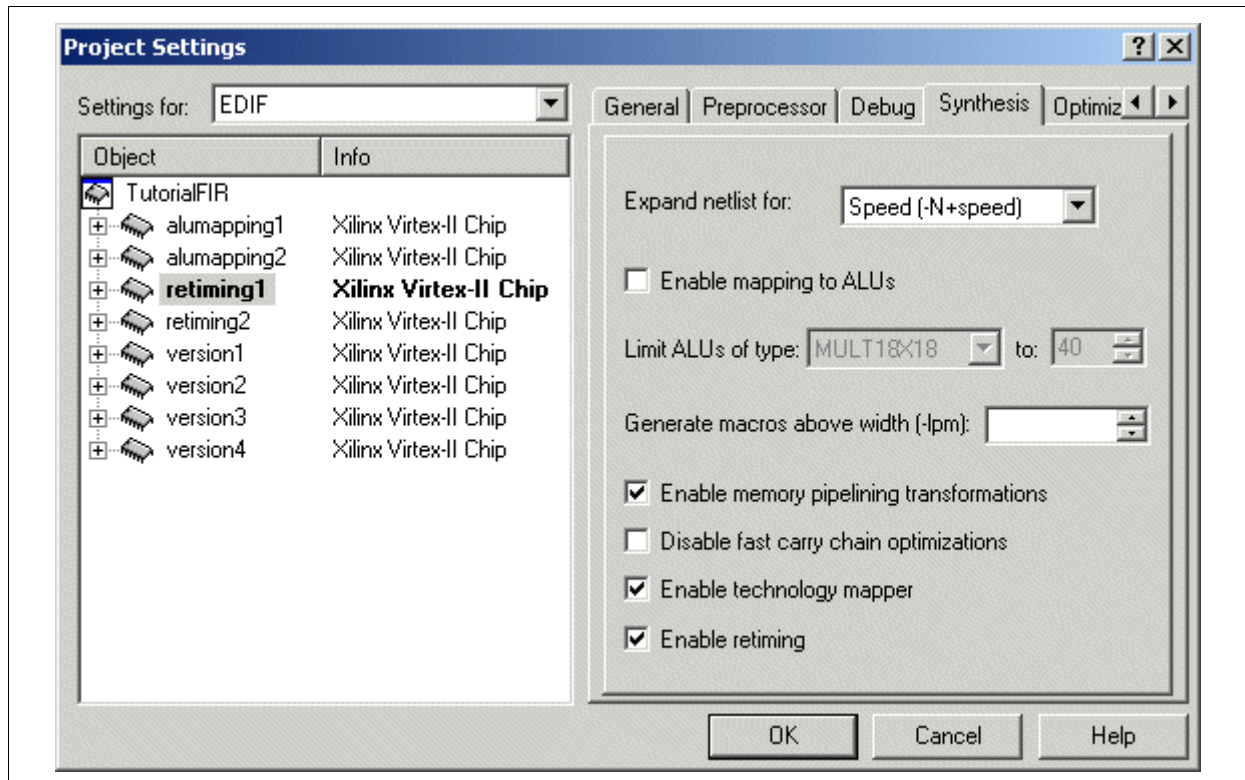 Project Settings
Settings for: EDIF
Object Info
TutorialFIR
alumapping1 Xilinx Virtex-II Chip
alumapping2 Xilinx Virtex-II Chip
retiming1 Xilinx Virtex-II Chip
retiming2 Xilinx Virtex-II Chip
version1 Xilinx Virtex-II Chip
version2 Xilinx Virtex-II Chip
version3 Xilinx Virtex-II Chip
version4 Xilinx Virtex-II Chip
General Preprocessor Debug Synthesis Optimiz
Expand netlist for: Speed (-N+speed)
Enable mapping to ALUs
Limit ALUs of type: MULT18X18 to: 40
Generate macros above width (-lpm):
Enable memory pipelining transformations
Disable fast carry chain optimizations
Enable technology mapper
Enable retiming
OK Cancel Help